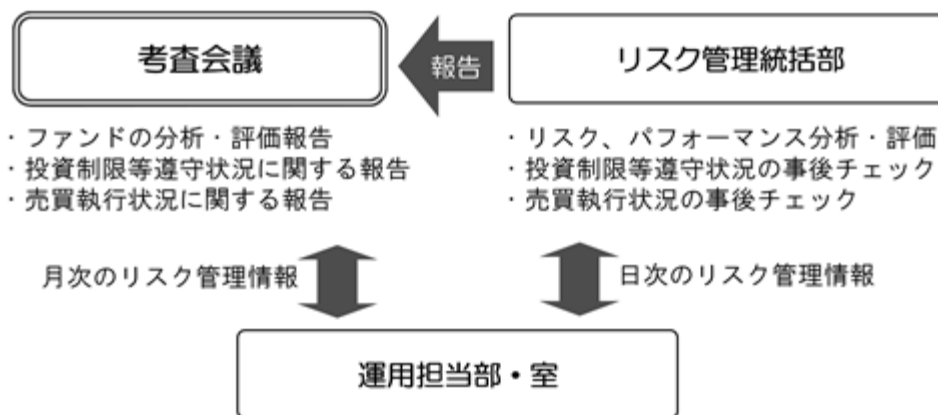 考査会議
報告
リスク管理統括部
・ファンドの分析・評価報告
・投資制限等遵守状況に関する報告
・売買執行状況に関する報告
・リスク、パフォーマンス分析・評価
・投資制限等遵守状況の事後チェック
・売買執行状況の事後チェック
月次のリスク管理情報
日次のリスク管理情報
運用担当部・室